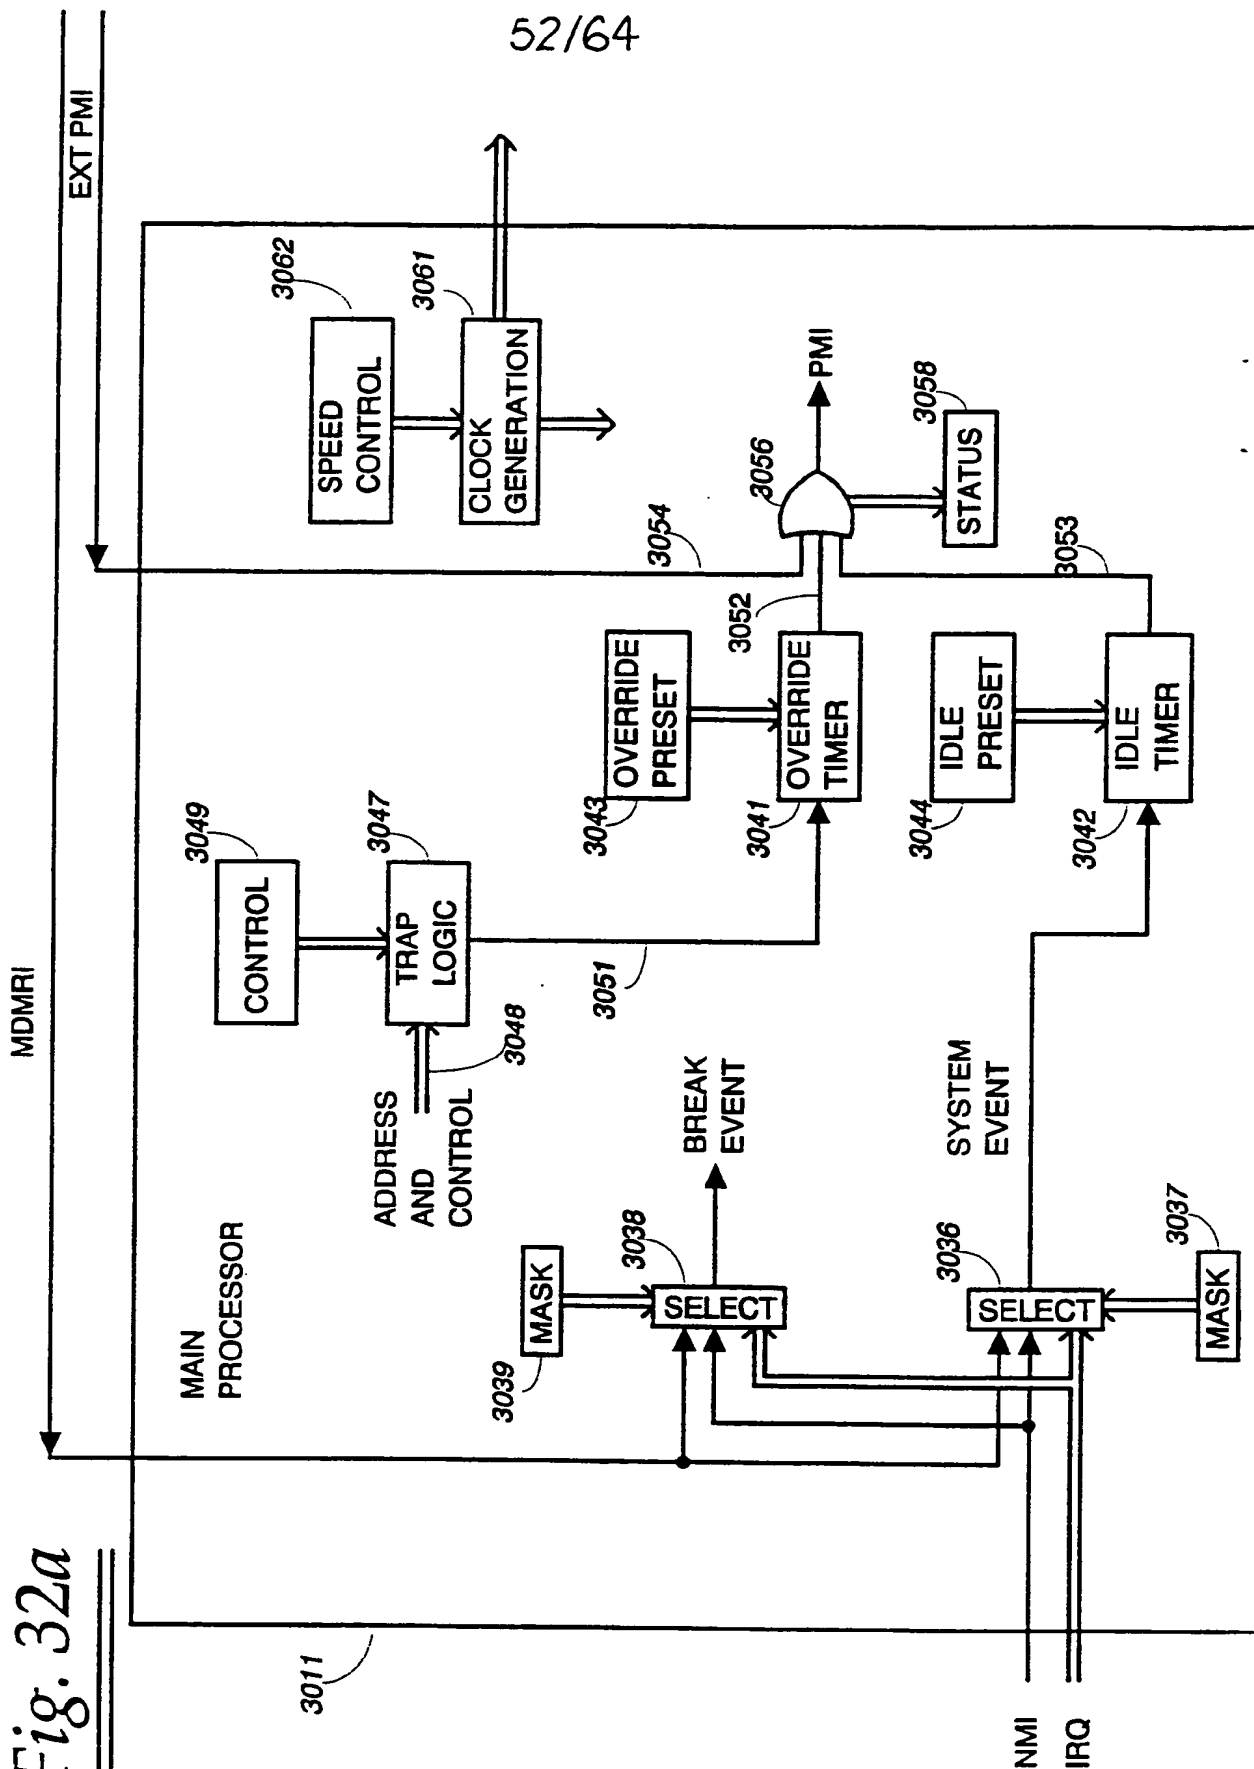 52/64
Fig. 32a
MDMRI
EXT PMI
3011
MAIN
PROCESSOR
3049
CONTROL
3047
TRAP
LOGIC
3048
ADDRESS
AND
CONTROL
3051
3062
SPEED
CONTROL
3061
CLOCK
GENERATION
3054
3039
MASK
3038
SELECT
BREAK
EVENT
3043
OVERRIDE
PRESET
3041
OVERRIDE
TIMER
3052
3056
PMI
3058
STATUS
3053
3044
IDLE
PRESET
3042
IDLE
TIMER
SYSTEM
EVENT
3036
SELECT
3037
MASK
NMI
IRQ